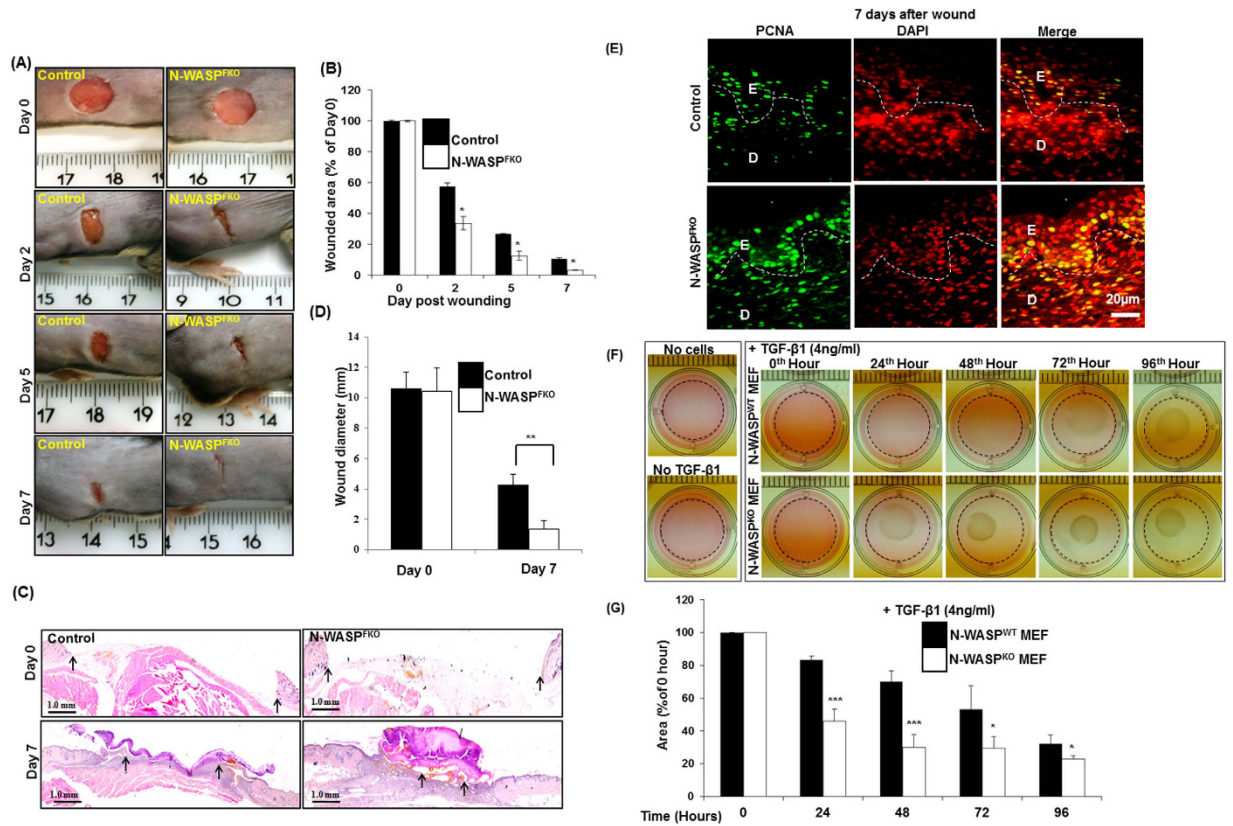 (A)
Control
N-WASPFKO
Day 0
17 18 19
16 17 1
Control
N-WASPFKO
Day 2
15 16 17
9 10 11
Control
N-WASPFKO
Day 5
17 18 19
12 13 14
Control
N-WASPFKO
Day 7
13 14 15
15 16
(B)
Wounded area (% of Day 0)
120
100
80
60
40
20
0
Control
N-WASPFKO
*
*
*
0 2 5 7
Day post wounding
(D)
Wound diameter (mm)
14
12
10
8
6
4
2
0
Control
N-WASPFKO
**
Day 0 Day 7
(C)
Control
N-WASPFKO
Day 0
1.0 mm
1.0 mm
Day 7
1.0 mm
1.0 mm
(E)
7 days after wound
PCNA DAPI Merge
Control
E
D
E
D
E
D
N-WASPFKO
E
D
E
D
20µm
(F)
No cells
No TGF-β1
+ TGF-β1 (4ng/ml)
0th Hour 24th Hour 48th Hour 72th Hour 96th Hour
N-WASPWT MEF
N-WASPKO MEF
(G)
+ TGF-β1 (4ng/ml)
N-WASPWT MEF
N-WASPKO MEF
Area (%of 0 hour)
120
100
80
60
40
20
0
***
***
*
*
Time (Hours) 0 24 48 72 96